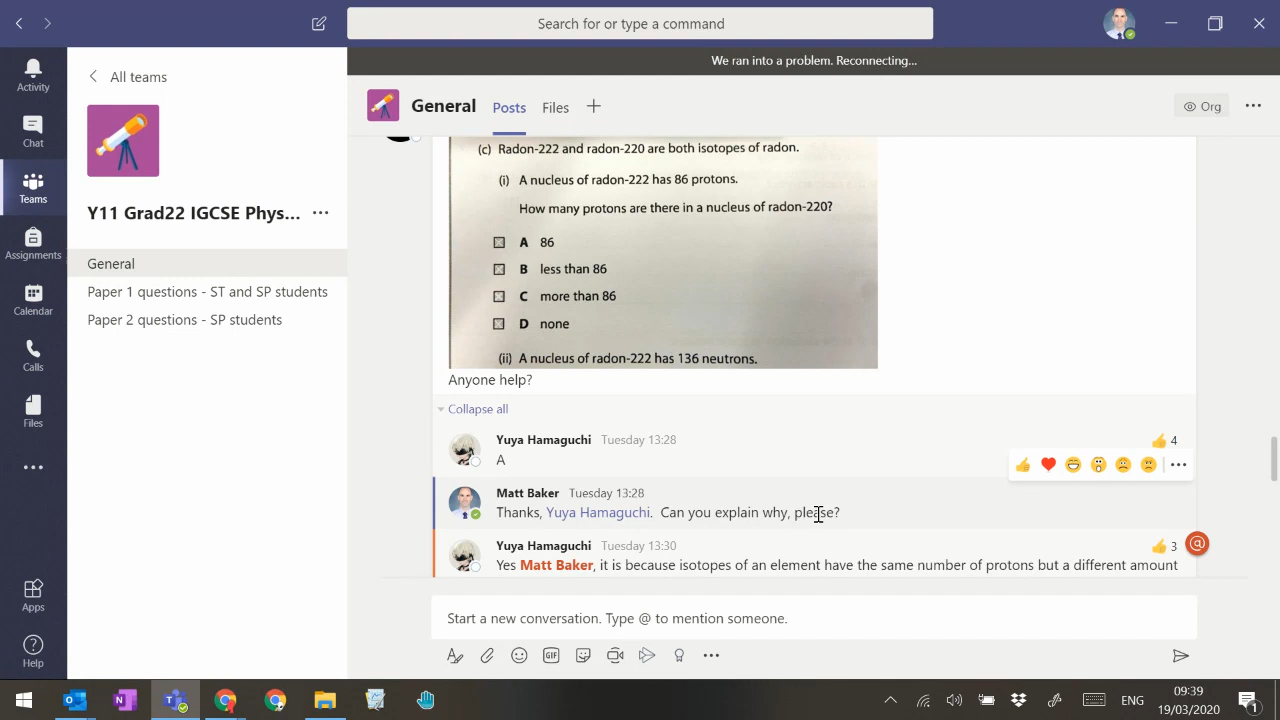 Search for or type a command
We ran into a problem. Reconnecting...
Activity
Chat
Teams
Assignments
Calendar
Calls
Files
Apps
Help
All teams
Y11 Grad22 IGCSE Phys...
General
Paper 1 questions - ST and SP students
Paper 2 questions - SP students
General Posts Files
Org
(c) Radon-222 and radon-220 are both isotopes of radon.
(i) A nucleus of radon-222 has 86 protons.
How many protons are there in a nucleus of radon-220?
A 86
B less than 86
C more than 86
D none
(ii) A nucleus of radon-222 has 136 neutrons.
Anyone help?
Collapse all
Yuya Hamaguchi Tuesday 13:28
4
A
Matt Baker Tuesday 13:28
Thanks, Yuya Hamaguchi. Can you explain why, please?
Yuya Hamaguchi Tuesday 13:30
3
Yes Matt Baker, it is because isotopes of an element have the same number of protons but a different amount
Start a new conversation. Type @ to mention someone.
GIF
ENG
09:39
19/03/2020
1